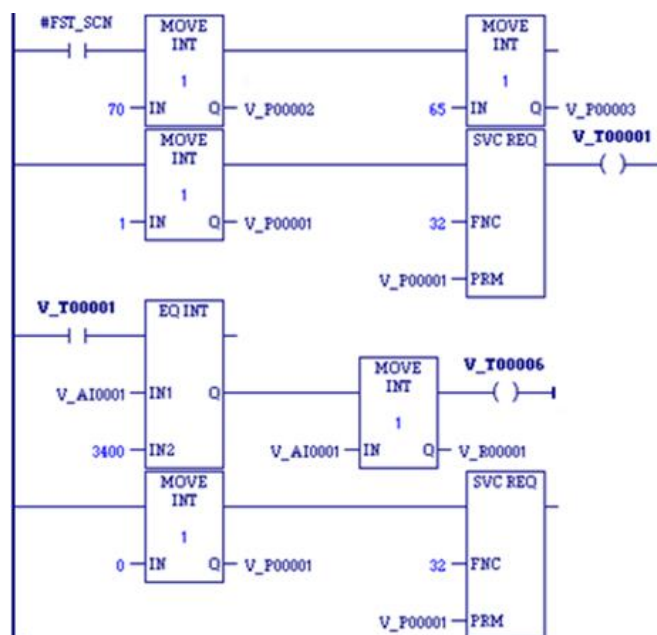 #FST_SCN
MOVE
INT
1
70 IN Q V_P00002
MOVE
INT
1
65 IN Q V_P00003
MOVE
INT
1
1 IN Q V_P00001
SVC REQ
V_T00001
32 FNC
V_P00001 PRM
V_T00001
EQ INT
V_AI0001 IN1 Q
3400 IN2
MOVE
INT
1
V_AI0001 IN Q V_R00001
V_T00006
MOVE
INT
1
0 IN Q V_P00001
SVC REQ
32 FNC
V_P00001 PRM